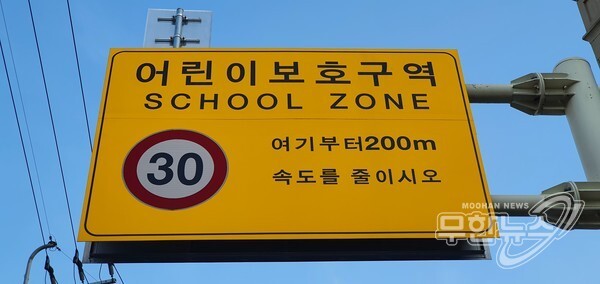 어린이보호구역
SCHOOL ZONE
30
여기부터200m
속도를 줄이시오
MOOHAN NEWS
무한뉴스